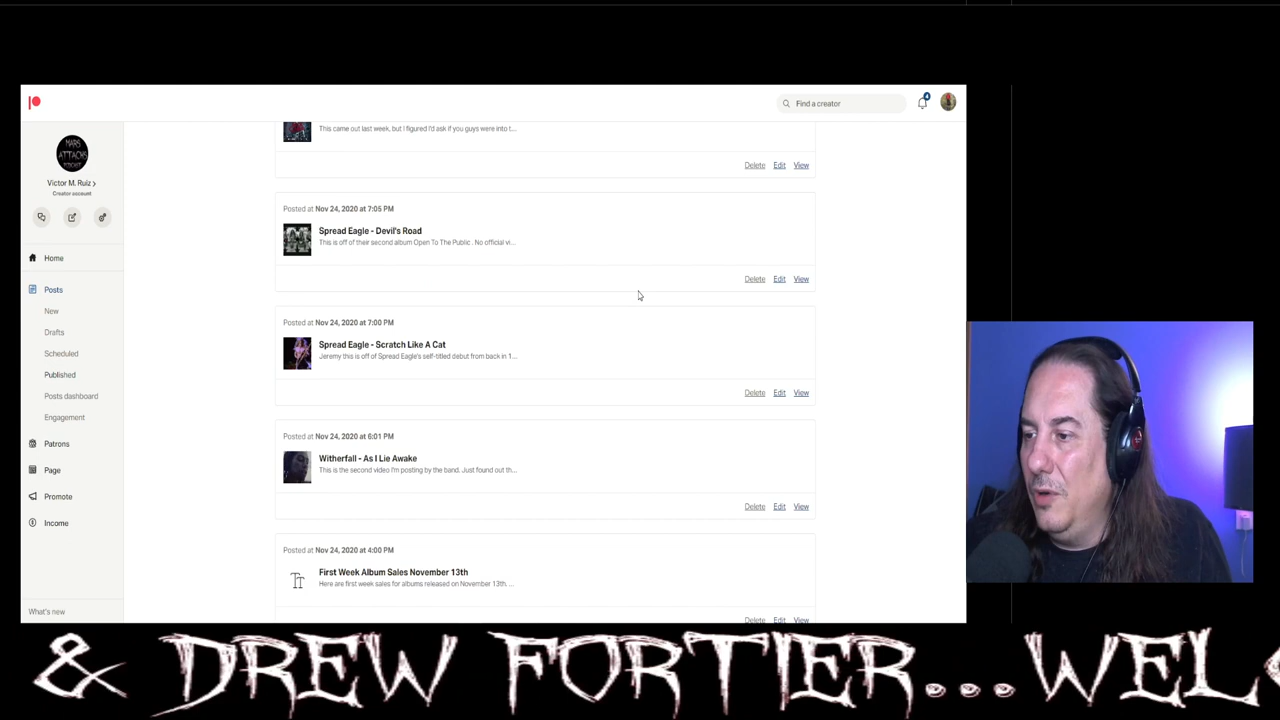 Find a creator
4
MARS
ATTACKS
PODCAST
Victor M. Ruiz
Creator account
Home
Posts
New
Drafts
Scheduled
Published
Posts dashboard
Engagement
Patrons
Page
Promote
Income
What's new
This came out last week, but I figured I'd ask if you guys were into t...
Delete Edit View
Posted at Nov 24, 2020 at 7:05 PM
Spread Eagle - Devil's Road
This is off of their second album Open To The Public . No official vi...
Delete Edit View
Posted at Nov 24, 2020 at 7:00 PM
Spread Eagle - Scratch Like A Cat
Jeremy this is off of Spread Eagle's self-titled debut from back in 1...
Delete Edit View
Posted at Nov 24, 2020 at 6:01 PM
Witherfall - As I Lie Awake
This is the second video I'm posting by the band. Just found out th...
Delete Edit View
Posted at Nov 24, 2020 at 4:00 PM
First Week Album Sales November 13th
Here are first week sales for albums released on November 13th. ...
Delete Edit View
& DREW FORTIER...WELC